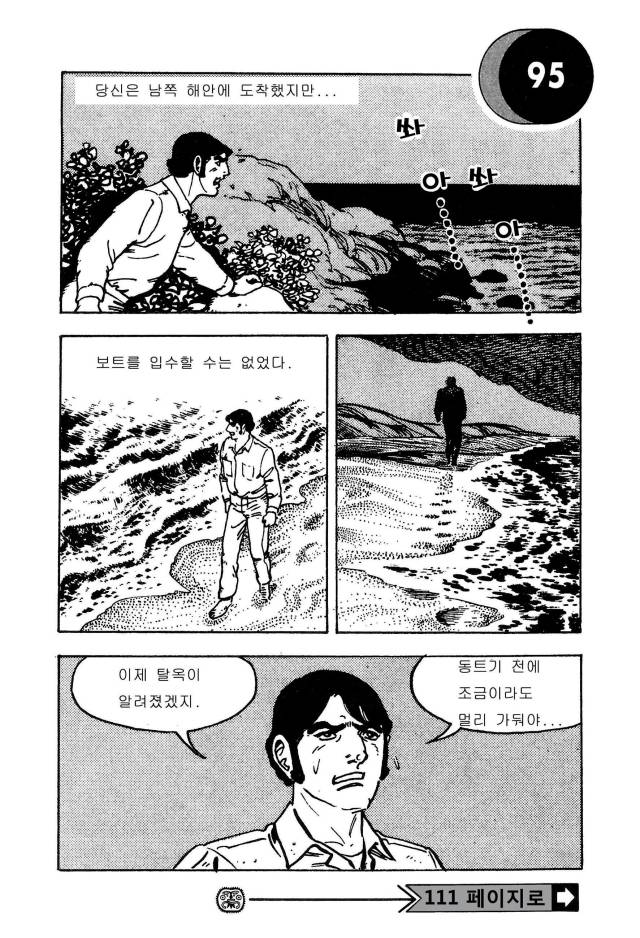 95
당신은 남쪽 해안에 도착했지만...
쏴
아
쏴
아
보트를 입수할 수는 없었다.
이제 탈옥이
알려졌겠지.
동트기 전에
조금이라도
멀리 가둬야...
111 페이지로